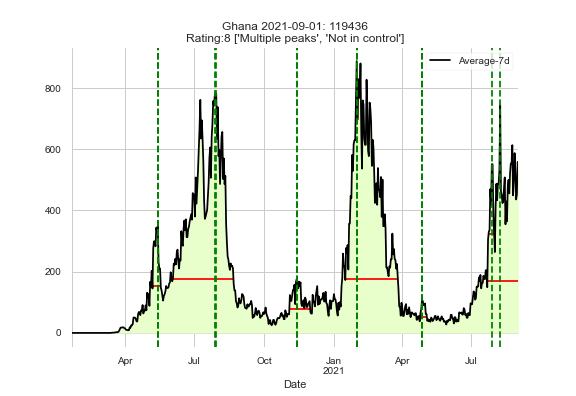 Ghana 2021-09-01: 119436
Rating:8 ['Multiple peaks', 'Not in control']
Average-7d
800
600
400
200
0
Apr
Jul
Oct
Jan
2021
Apr
Jul
Date